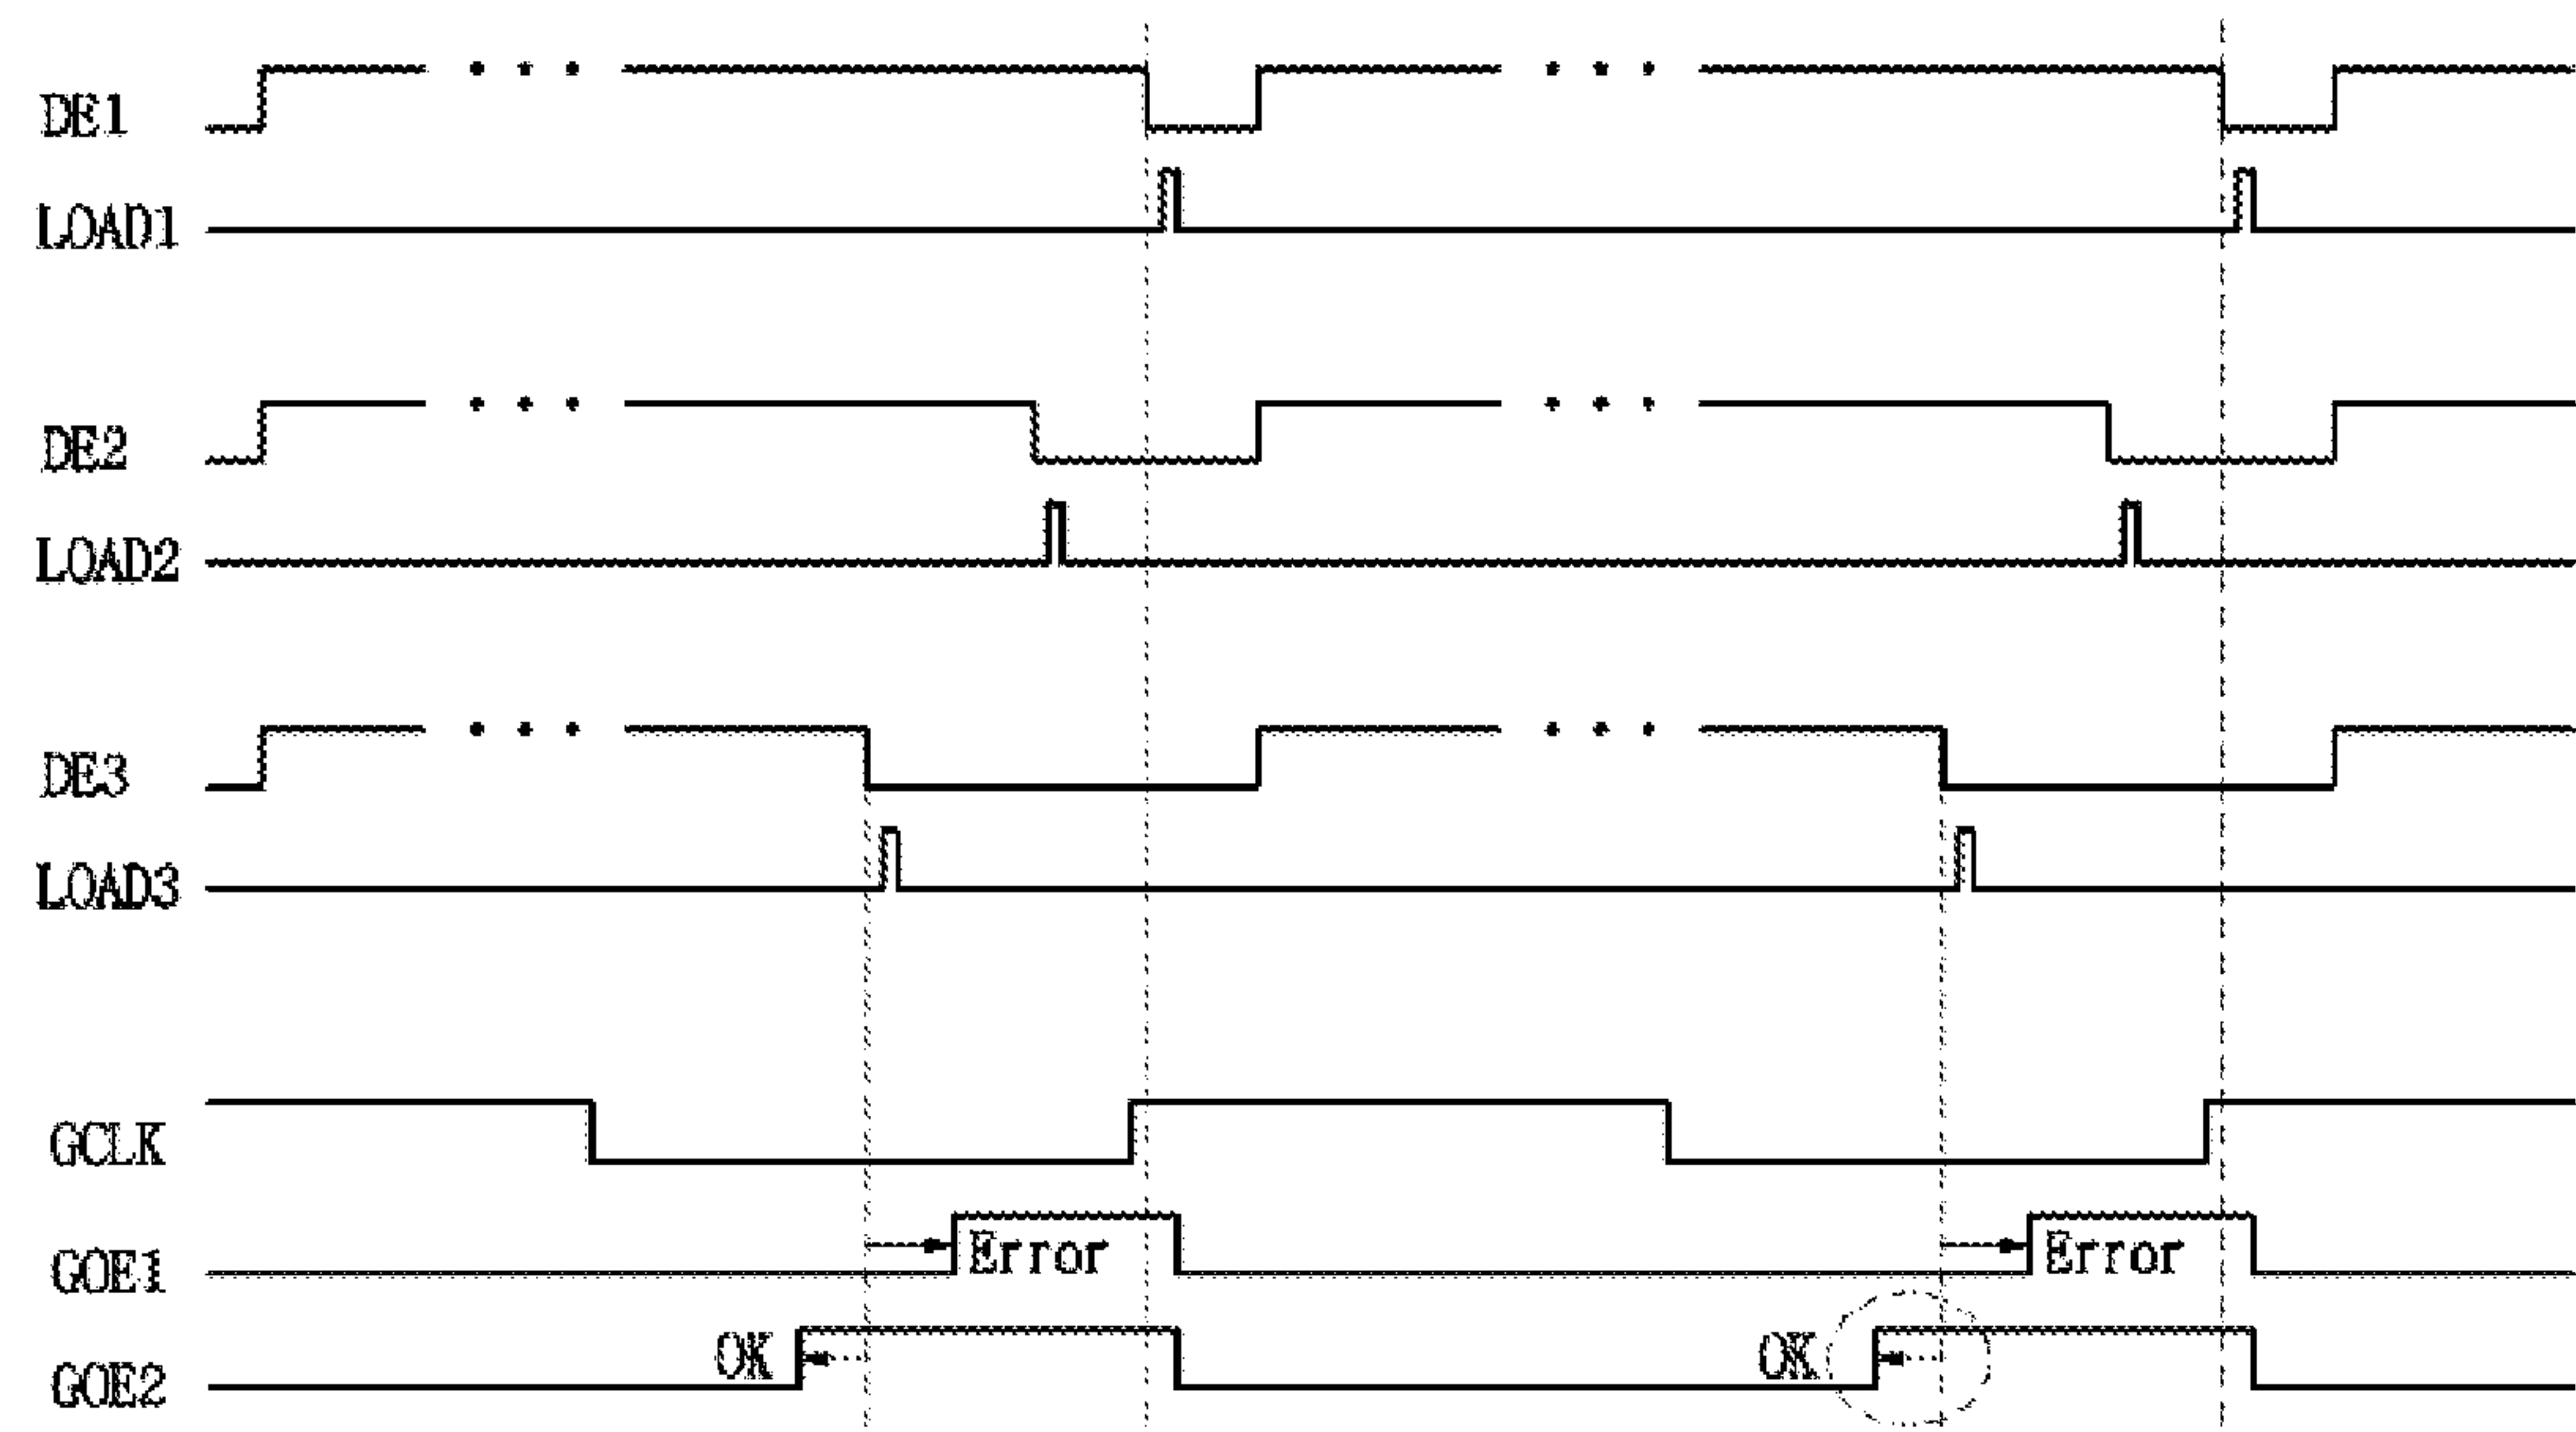 DE1
LOAD1
DE2
LOAD2
DE3
LOAD3
GCLK
GOE1 Error Error
GOE2 OK OK